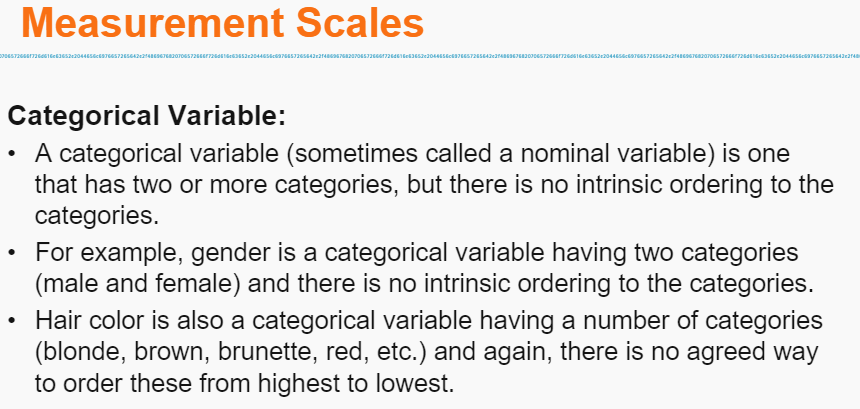 Measurement Scales
Categorical Variable:
• A categorical variable (sometimes called a nominal variable) is one
that has two or more categories, but there is no intrinsic ordering to the
categories.
• For example, gender is a categorical variable having two categories
(male and female) and there is no intrinsic ordering to the categories.
• Hair color is also a categorical variable having a number of categories
(blonde, brown, brunette, red, etc.) and again, there is no agreed way
to order these from highest to lowest.